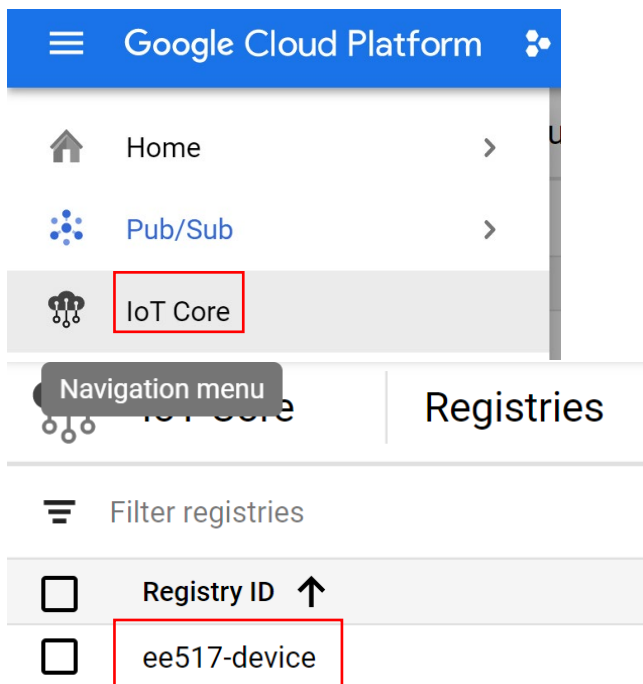 Google Cloud Platform
Home
Pub/Sub
IoT Core
Navigation menu
Registries
Filter registries
Registry ID
ee517-device